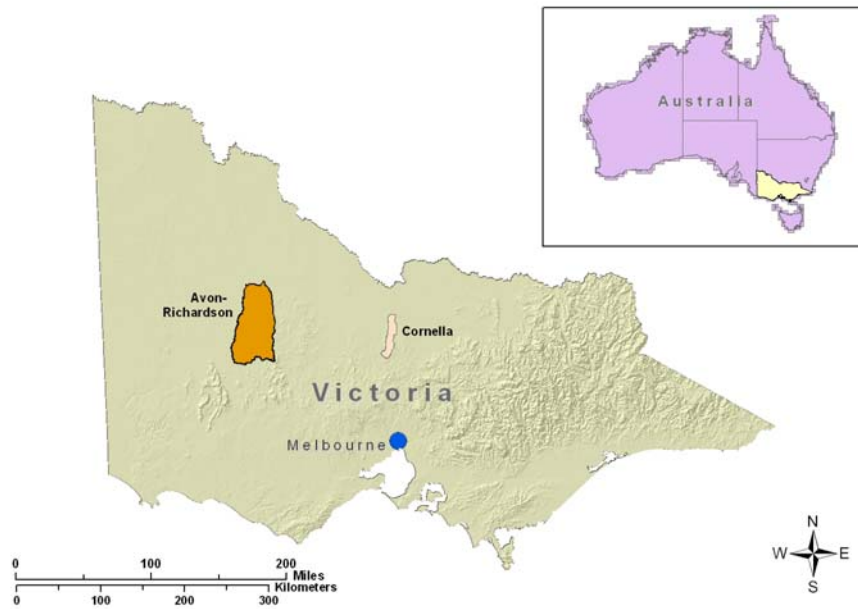 Australia
Avon-
Richardson
Cornella
Victoria
Melbourne
N
W E
S
0 100 200
Miles
Kilometers
0 100 200 300